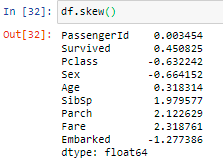 In [32]: df.skew()
Out[32]: PassengerId 0.003454
Survived 0.450825
Pclass -0.632242
Sex -0.664152
Age 0.318314
SibSp 1.979577
Parch 2.122629
Fare 2.318761
Embarked -1.277386
dtype: float64